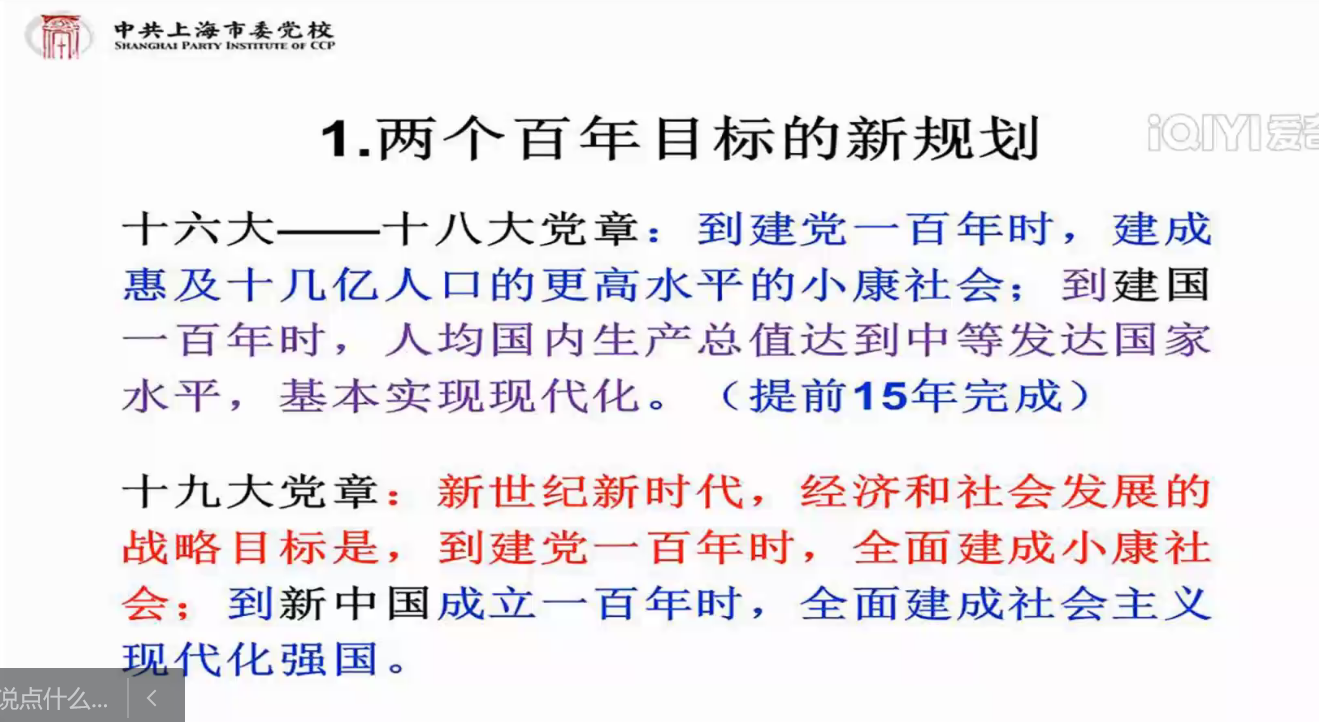 中共上海市委党校
SHANGHAI PARTY INSTITUTE OF CCP
1.两个百年目标的新规划
iQIYI 爱奇
十六大——十八大党章：到建党一百年时，建成
惠及十几亿人口的更高水平的小康社会；到建国
一百年时，人均国内生产总值达到中等发达国家
水平，基本实现现代化。（提前15年完成）
十九大党章：新世纪新时代，经济和社会发展的
战略目标是，到建党一百年时，全面建成小康社
会；到新中国成立一百年时，全面建成社会主义
现代化强国。
说点什么...